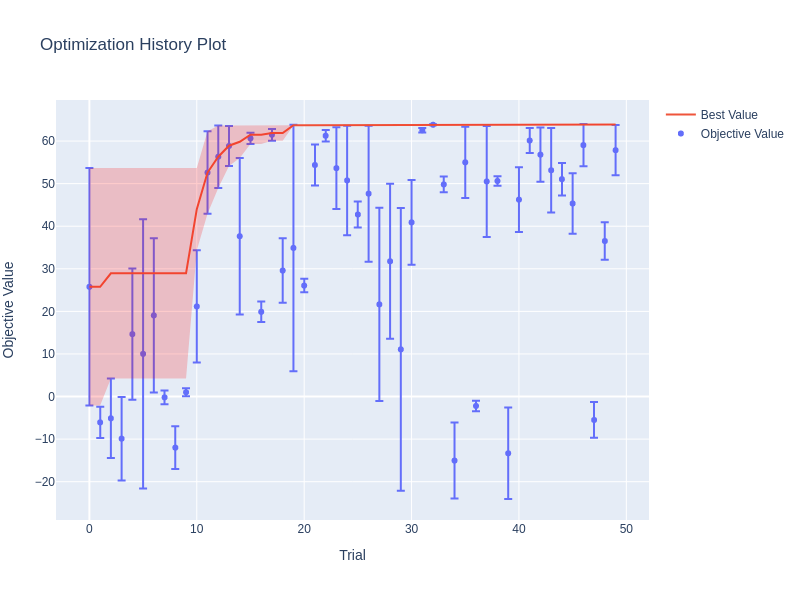 Optimization History Plot
Best Value
Objective Value
60
50
40
30
20
10
0
−10
−20
Objective Value
0 10 20 30 40 50
Trial